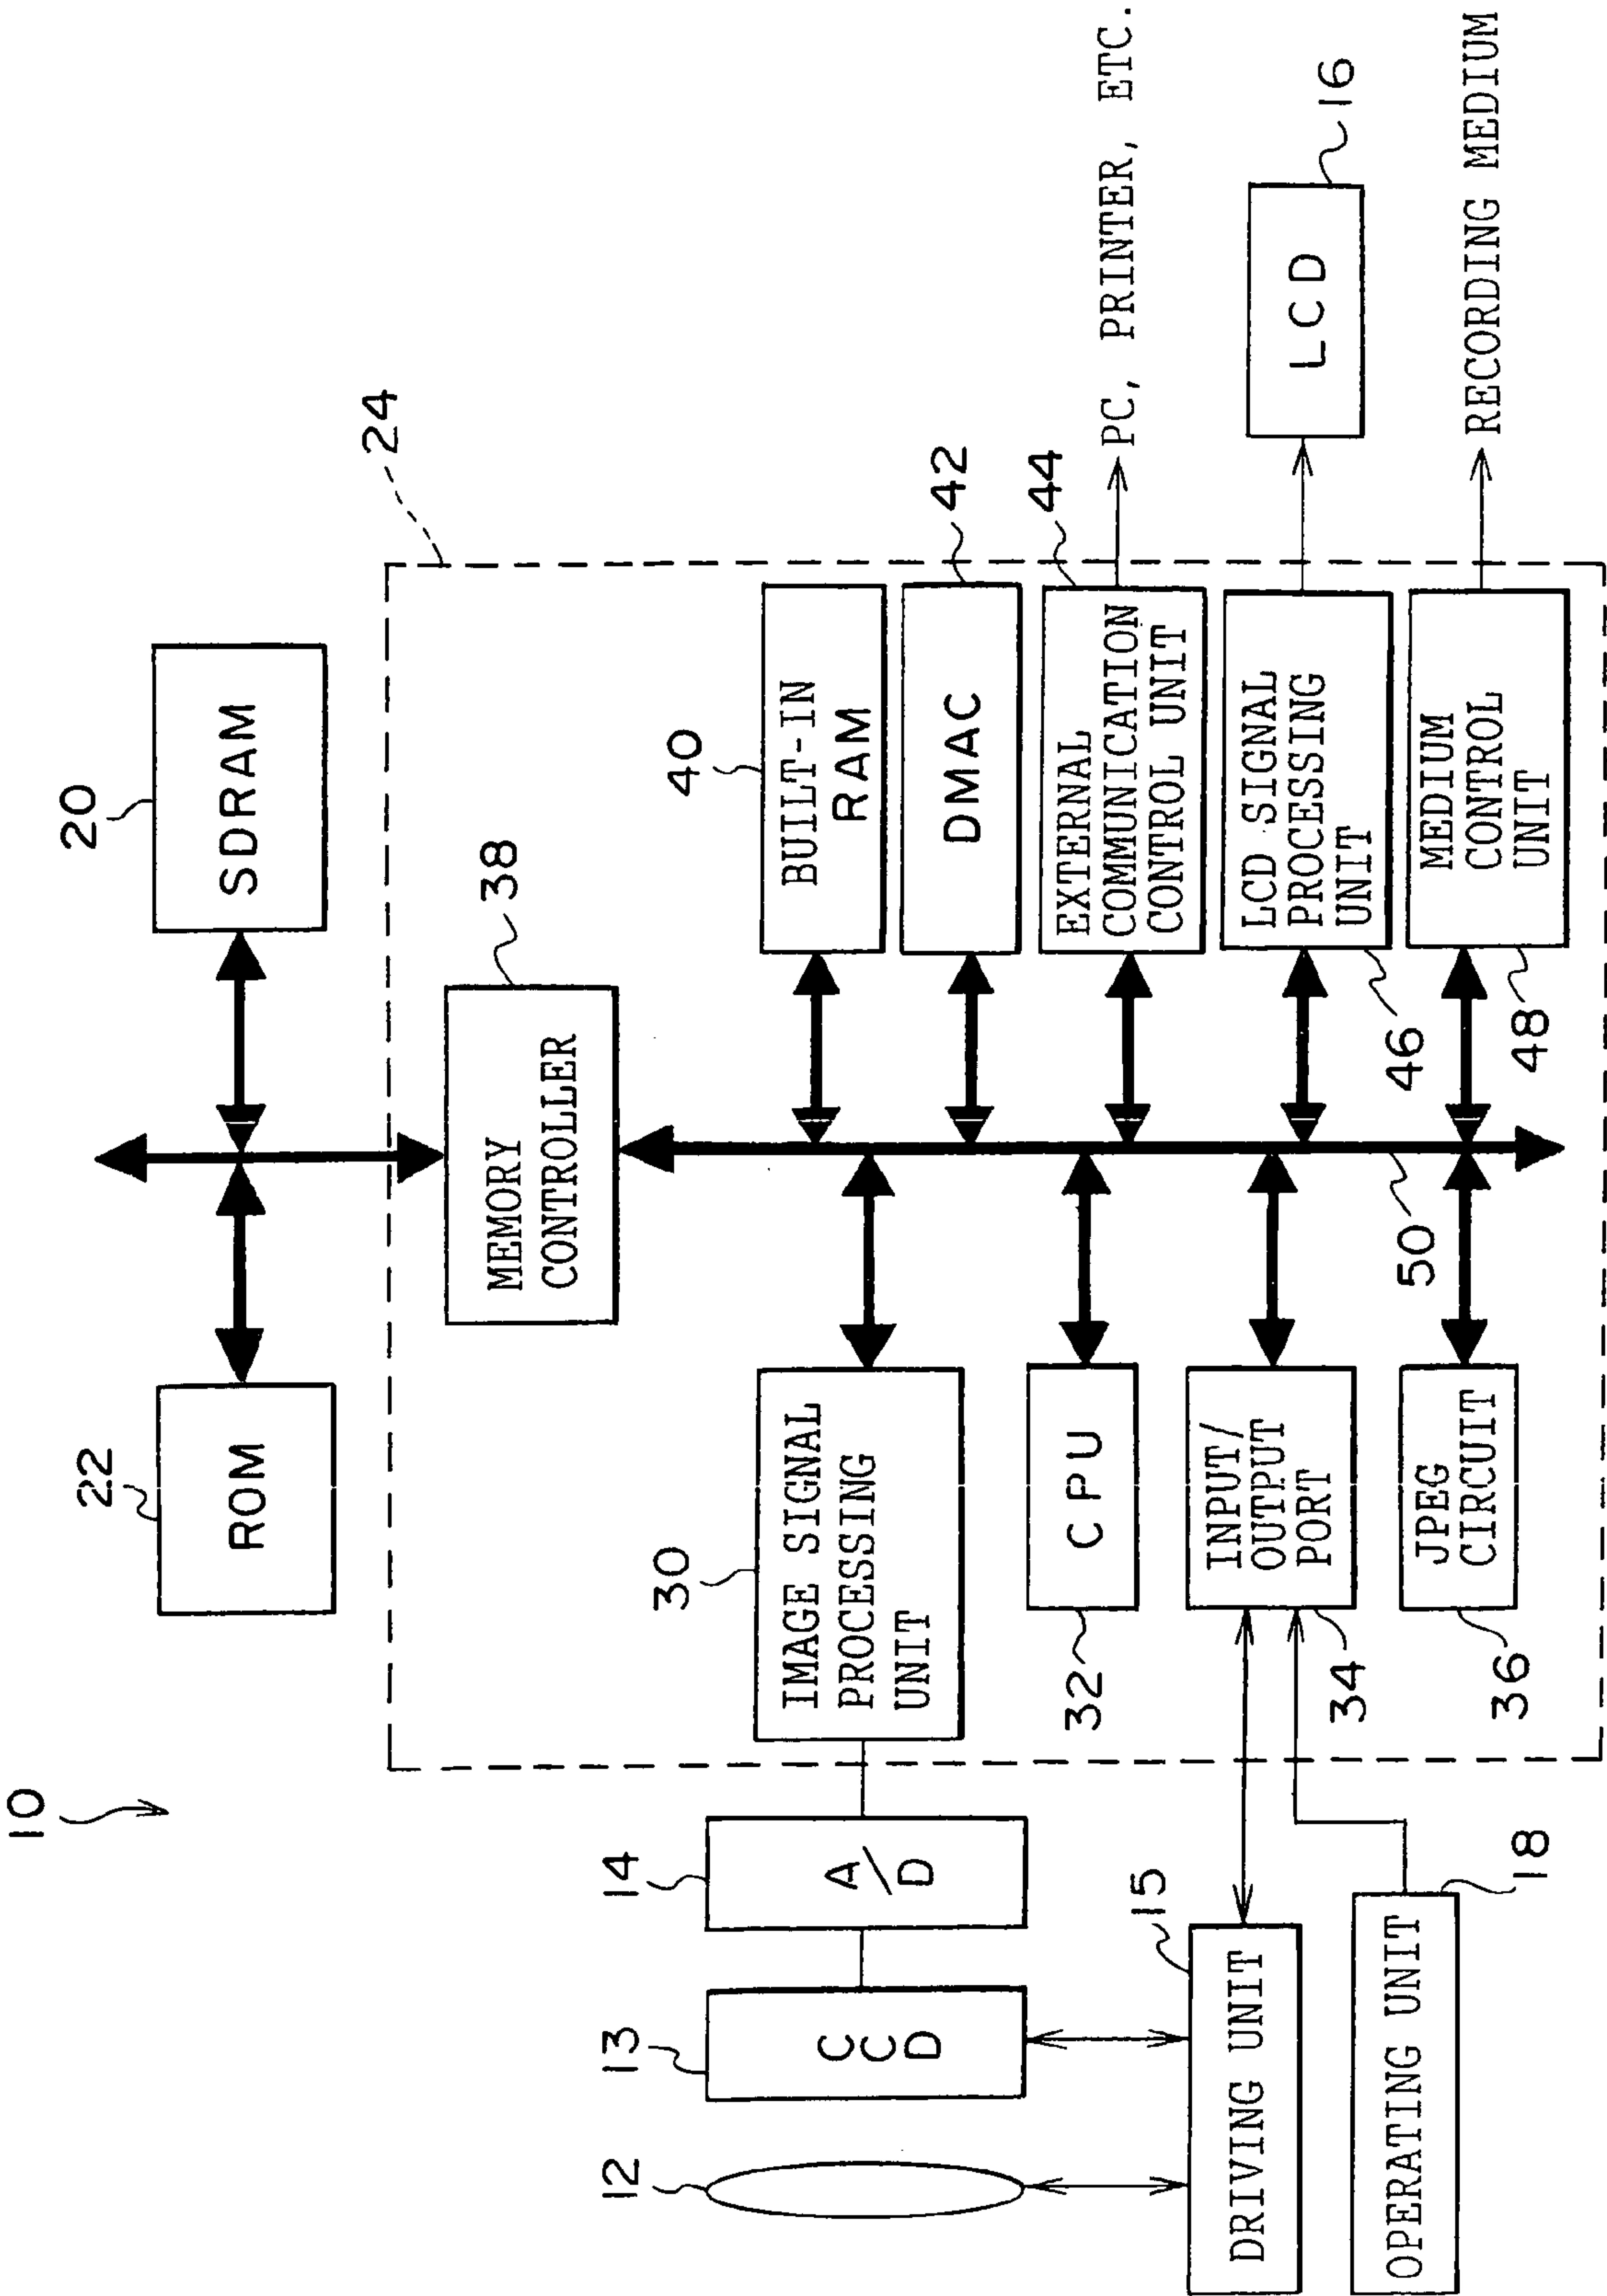 10
22
ROM
20
SDRAM
24
38
MEMORY
CONTROLLER
12
13
CCD
14
A/D
30
IMAGE SIGNAL
PROCESSING
UNIT
40
BUILT-IN
RAM
32
CPU
42
DMAC
15
DRIVING UNIT
34
INPUT/
OUTPUT
PORT
44
EXTERNAL
COMMUNICATION
CONTROL UNIT
PC, PRINTER, ETC.
18
OPERATING UNIT
36
JPEG
CIRCUIT
50
46
LCD SIGNAL
PROCESSING
UNIT
LCD
16
48
MEDIUM
CONTROL
UNIT
RECORDING MEDIUM